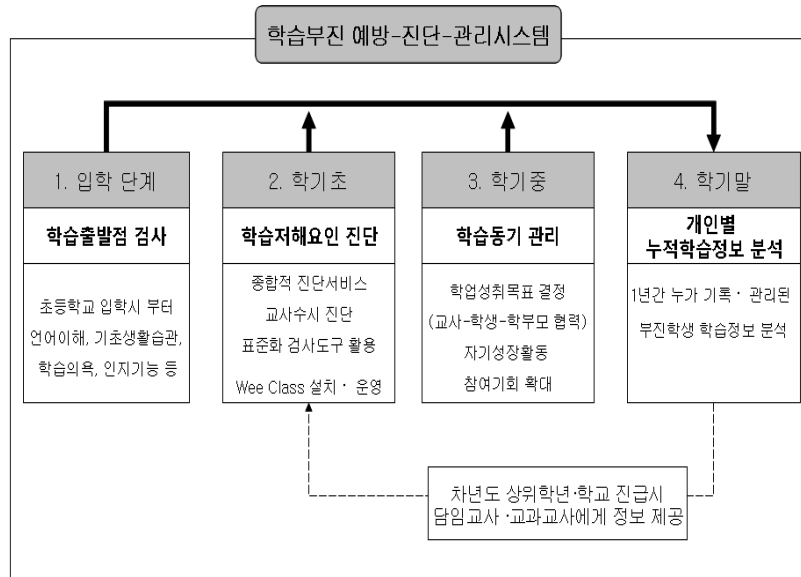 학습부진 예방-진단-관리시스템
1. 입학 단계
학습출발점 검사
초등학교 입학시 부터
언어이해, 기초생활습관,
학습의욕, 인지기능 등
2. 학기초
학습저해요인 진단
종합적 진단서비스
교사수시 진단
표준화 검사도구 활용
Wee Class 설치· 운영
3. 학기중
학습동기 관리
학업성취목표 결정
(교사-학생-학부모 협력)
자기성장활동
참여기회 확대
4. 학기말
개인별
누적학습정보 분석
1년간 누가 기록· 관리된
부진학생 학습정보 분석
차년도 상위학년·학교 진급시
담임교사 ·교과교사에게 정보 제공